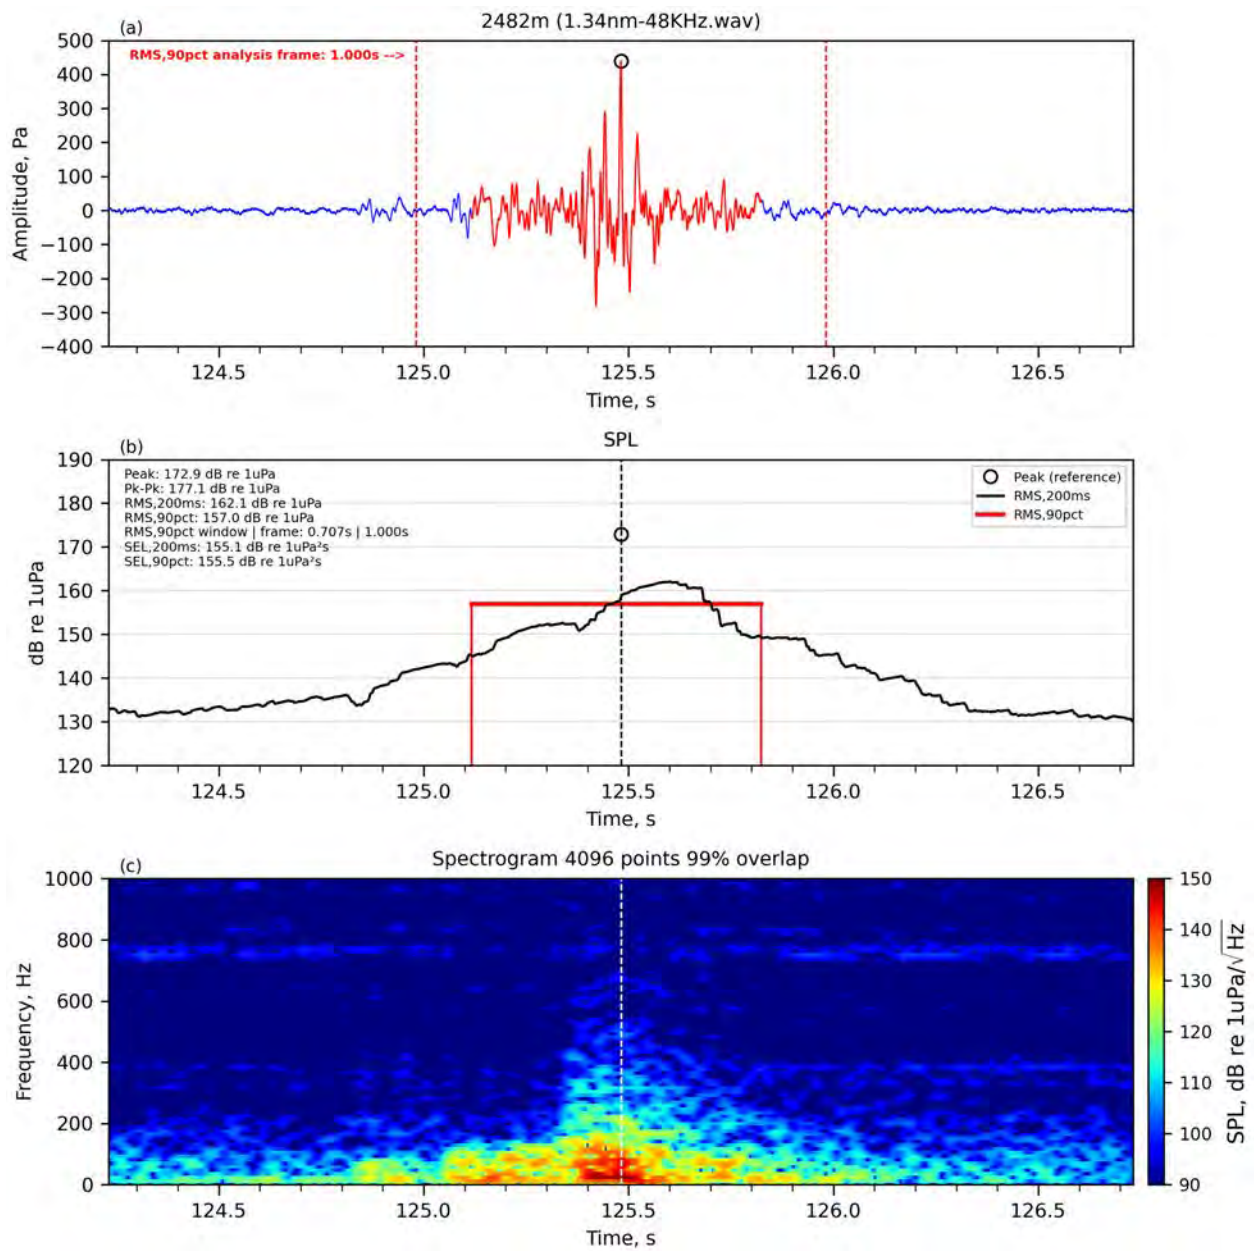 (a)
2482m (1.34nm-48KHz.wav)
RMS,90pct analysis frame: 1.000s -->
500
400
300
200
100
0
−100
−200
−300
−400
Amplitude, Pa
124.5 125.0 125.5 126.0 126.5
Time, s
(b)
SPL
Peak: 172.9 dB re 1uPa
Pk-Pk: 177.1 dB re 1uPa
RMS,200ms: 162.1 dB re 1uPa
RMS,90pct: 157.0 dB re 1uPa
RMS,90pct window | frame: 0.707s | 1.000s
SEL,200ms: 155.1 dB re 1uPa²s
SEL,90pct: 155.5 dB re 1uPa²s
Peak (reference)
RMS,200ms
RMS,90pct
190
180
170
160
150
140
130
120
dB re 1uPa
124.5 125.0 125.5 126.0 126.5
Time, s
(c)
Spectrogram 4096 points 99% overlap
1000
800
600
400
200
0
Frequency, Hz
124.5 125.0 125.5 126.0 126.5
Time, s
150
140
130
120
110
100
90
SPL, dB re 1uPa/√Hz